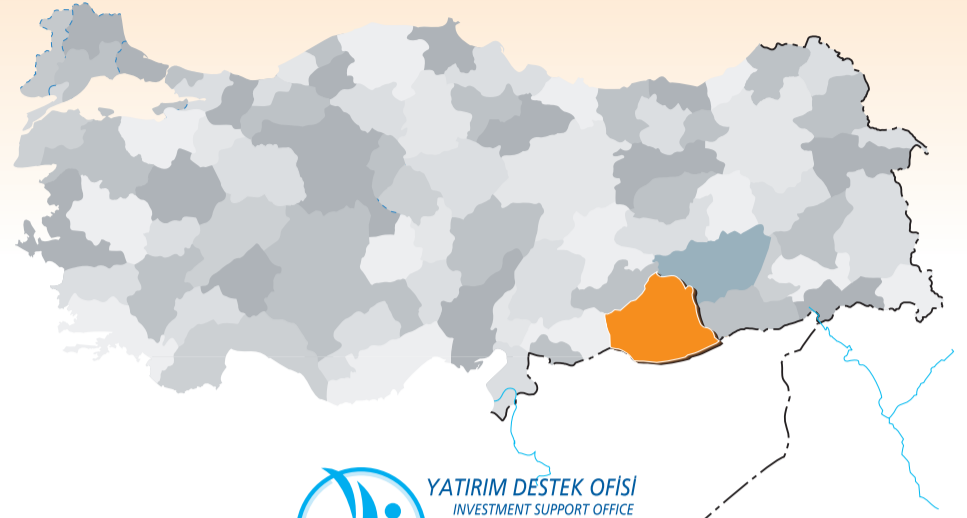 YATIRIM DESTEK OFİSİ
INVESTMENT SUPPORT OFFICE